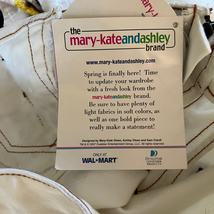 the
mary-kateandashley
brand
www.mary-kateandashley.com
Spring is finally here! Time
to update your wardrobe
with a fresh look from the
mary-kateandashley brand.
Be sure to have plenty of
light fabrics in soft colors, as
well as one bold piece to
really make a statement!
ONLY AT
WAL★MART